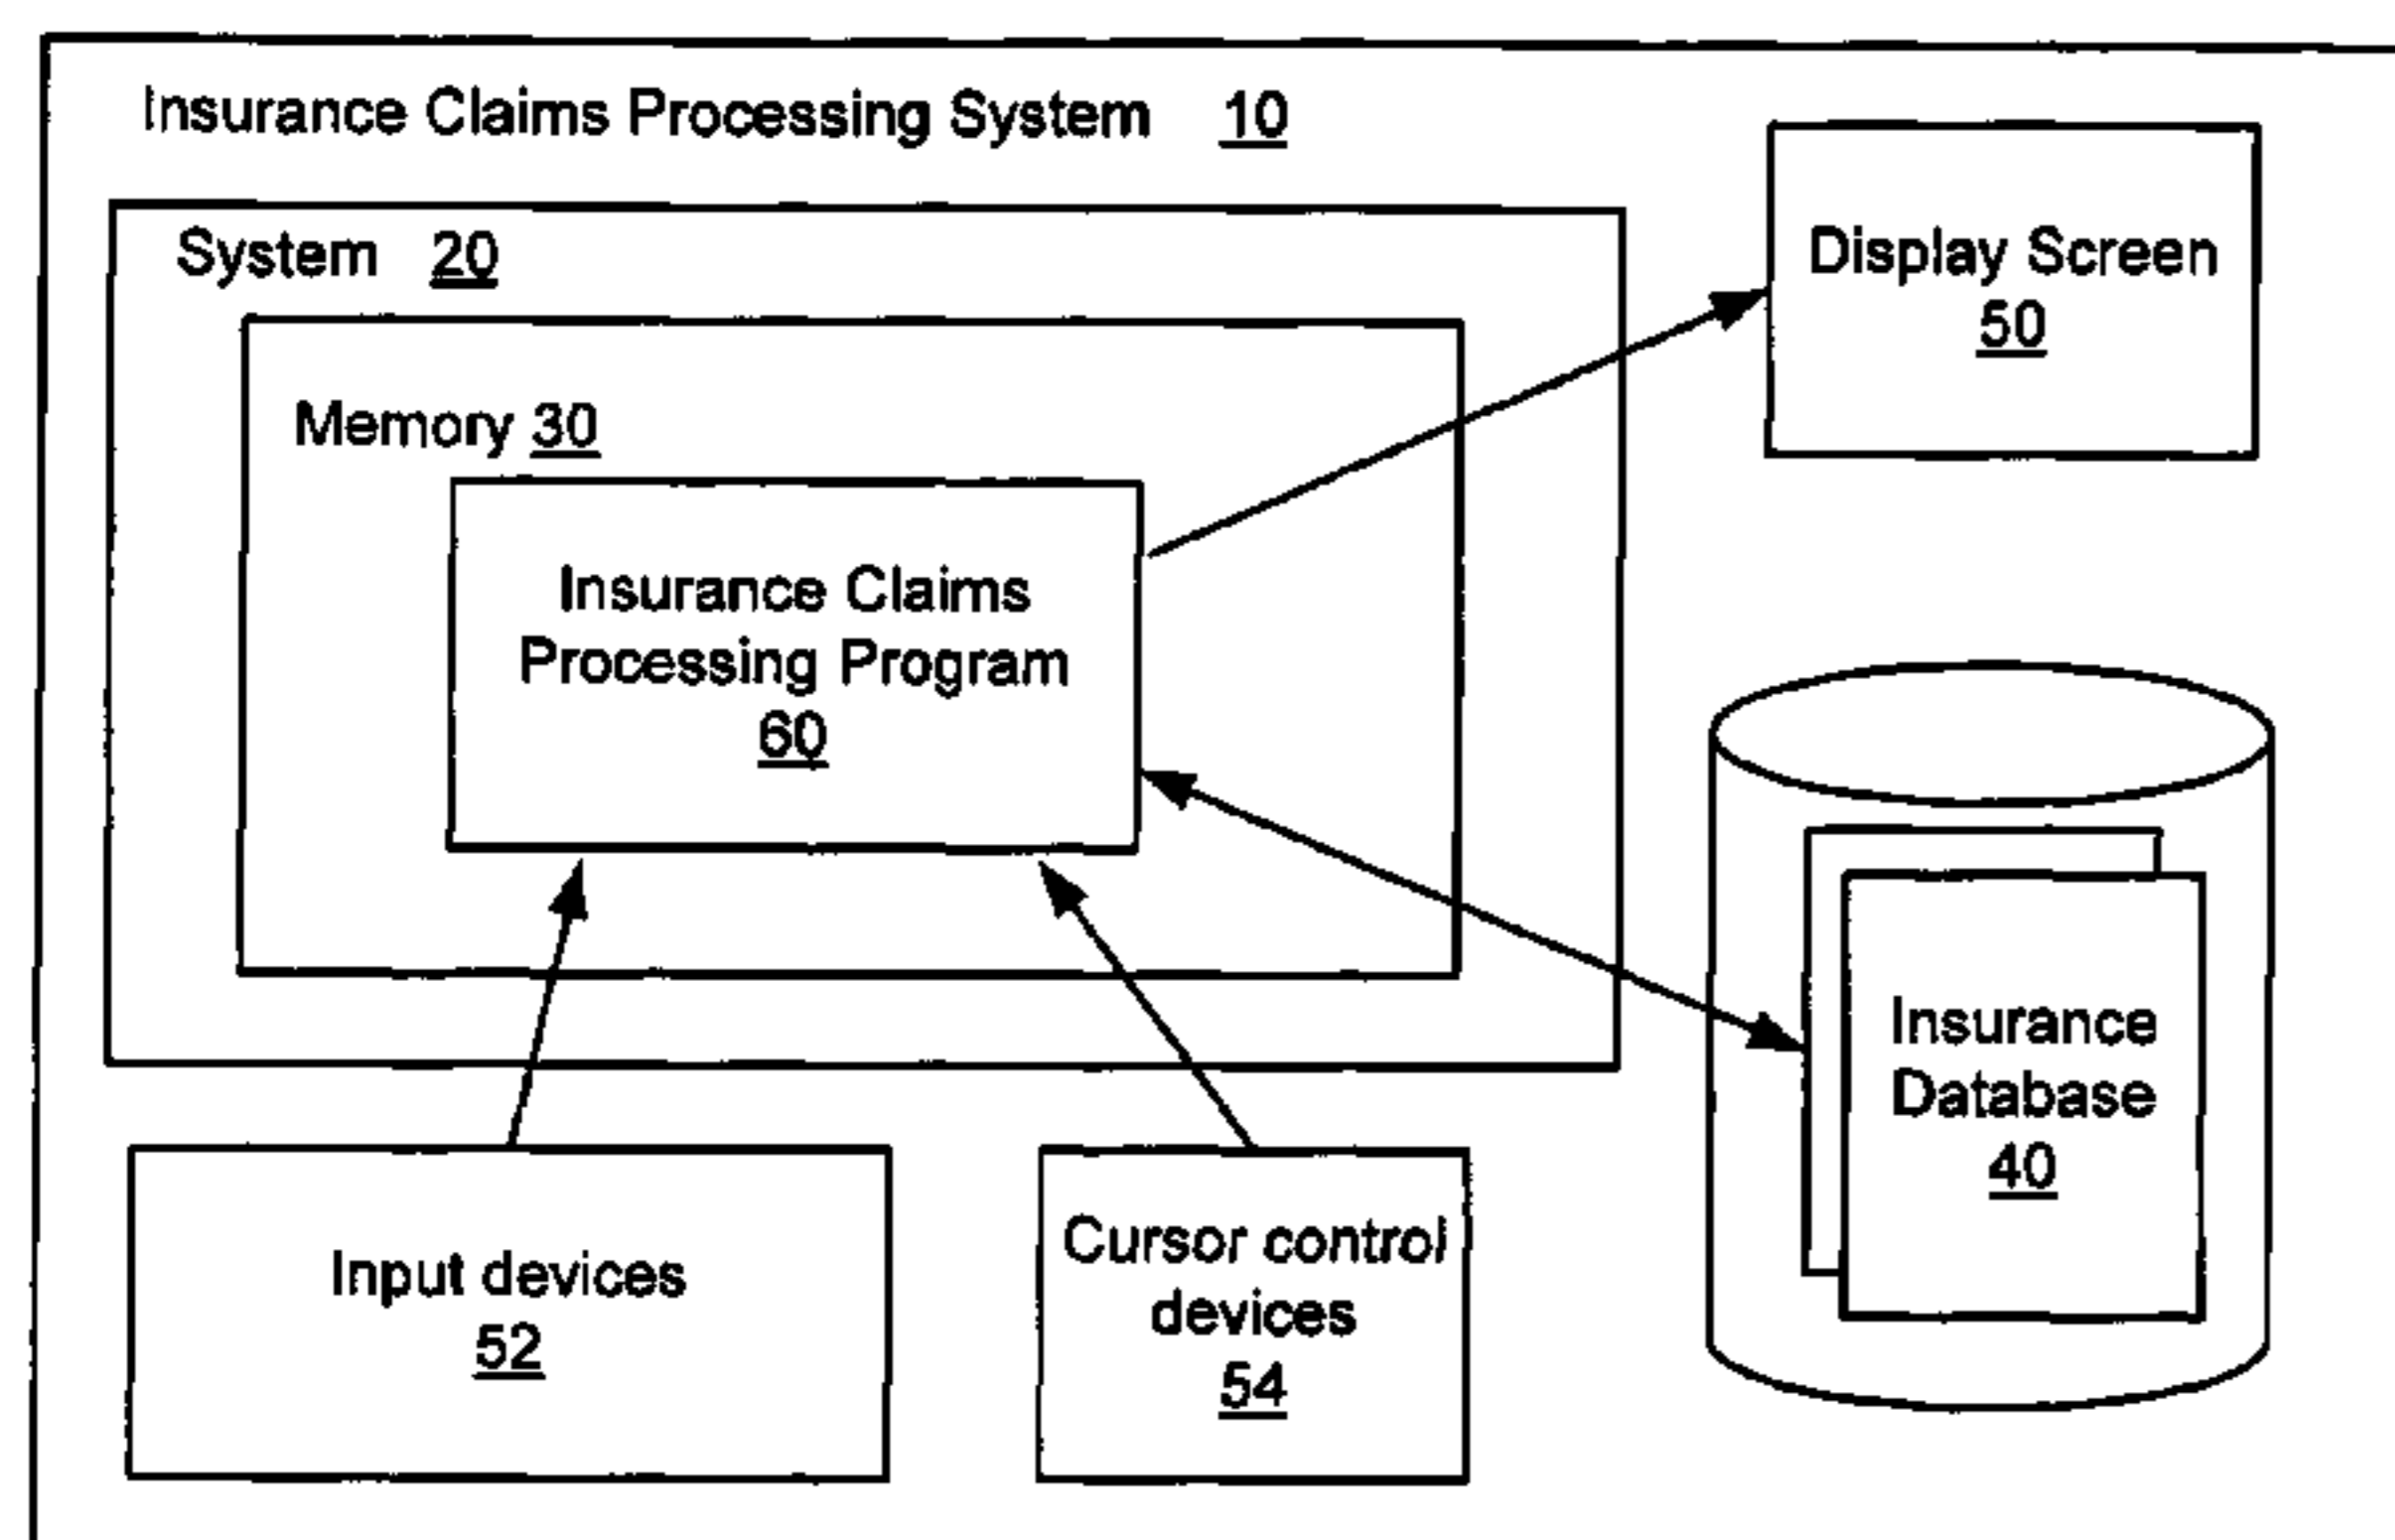 Insurance Claims Processing System 10
System 20
Display Screen
50
Memory 30
Insurance Claims
Processing Program
60
Insurance
Database
40
Input devices
52
Cursor control
devices
54